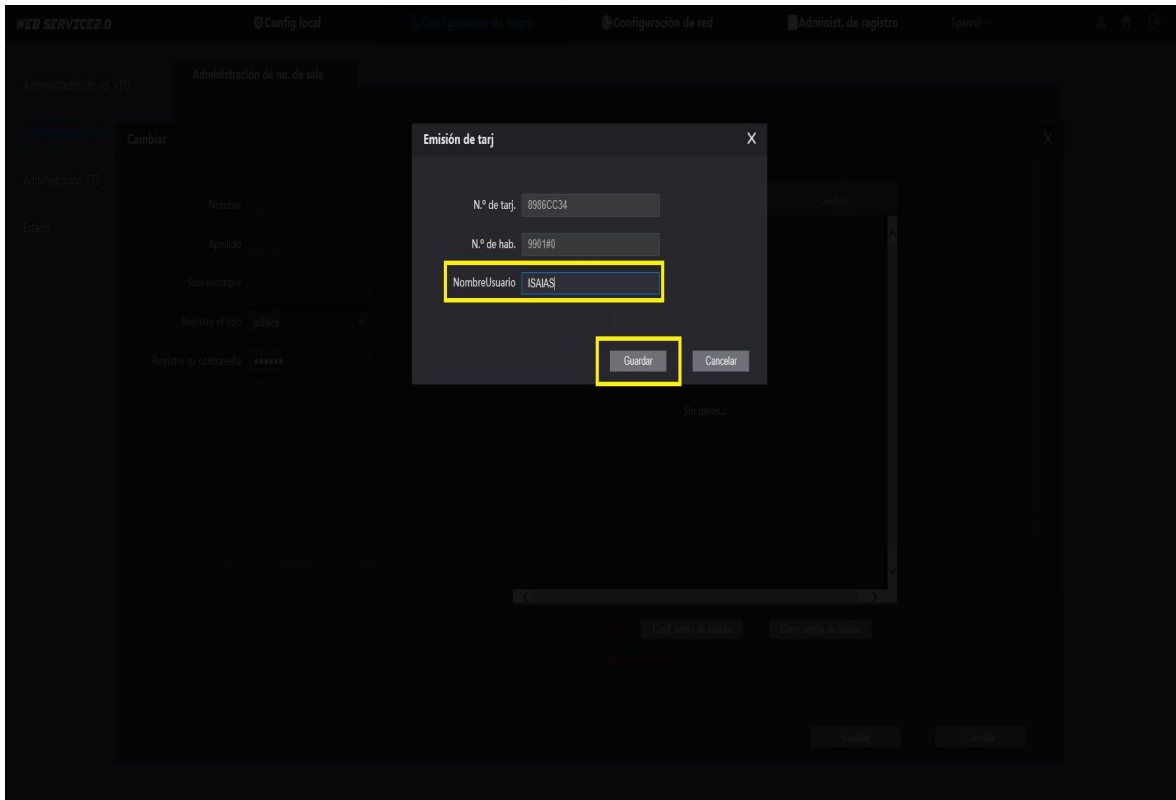 WEB SERVICE2.0 Config local Configuración de hogar Configuración de red Administ. de registro Spanish
Administración de no. de sala
Administración de no. VTO
Cambiar X
Emisión de tarj X
Administración VTS
Nombre
N.º de tarj. 8986CC34
Cambiar
Estado
Apellido
N.º de hab. 9901#0
Sobrenombre
NombreUsuario ISAIAS
Registre el tipo público
Registre su contraseña ●●●●●●
Guardar Cancelar
Sin datos...
Conf. emitir de tarjeta Canc. emitir de tarjeta
Guardar Cancelar